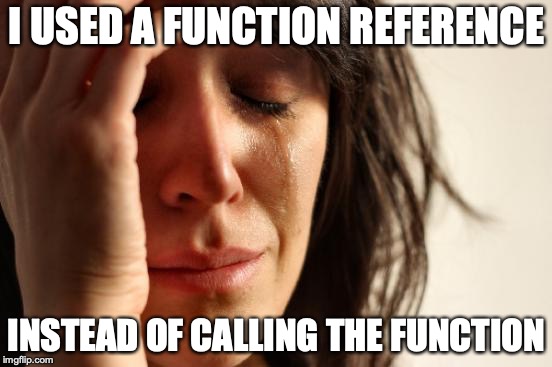 I USED A FUNCTION REFERENCE
INSTEAD OF CALLING THE FUNCTION
imgflip.com